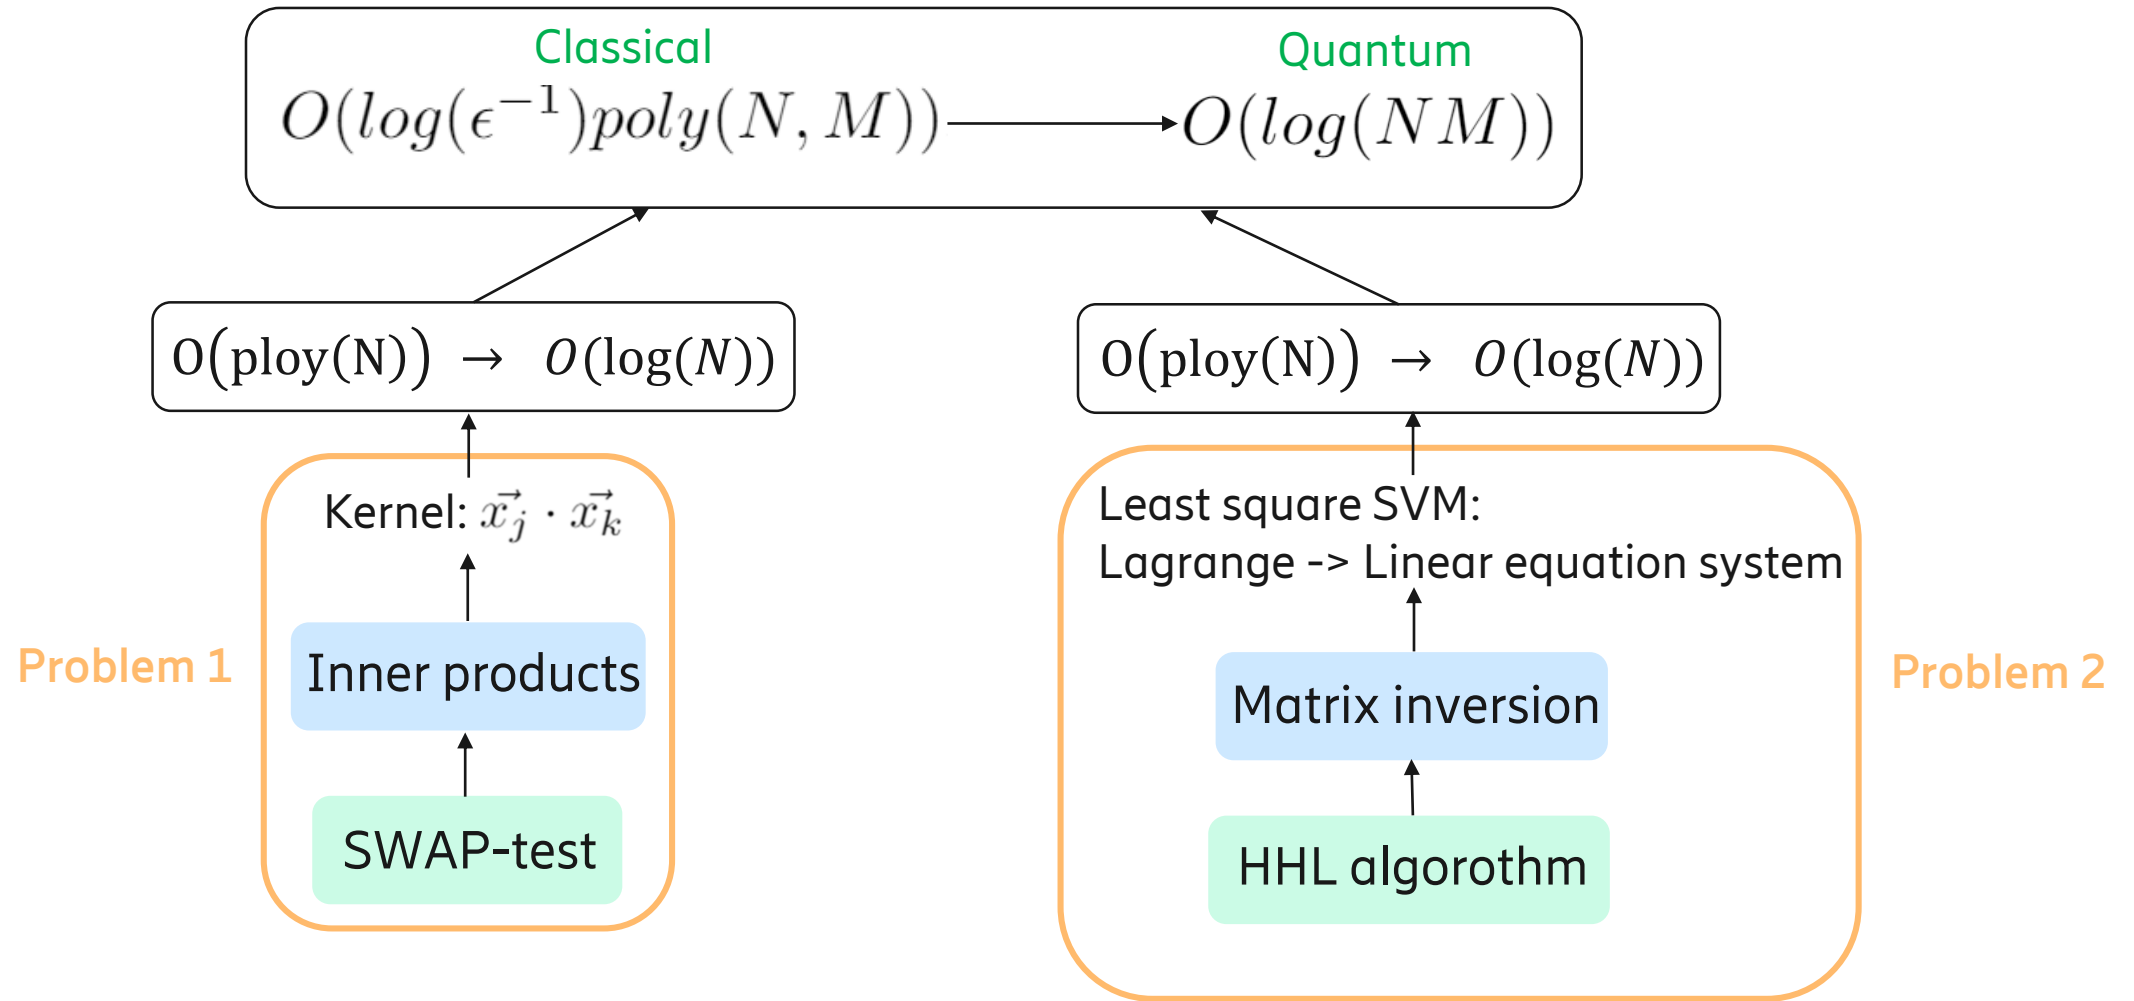 Classical
Quantum
O(log(ϵ⁻¹)poly(N, M))
O(log(NM))
O(ploy(N)) → O(log(N))
O(ploy(N)) → O(log(N))
Kernel: x⃗ⱼ · x⃗ₖ
Inner products
SWAP-test
Problem 1
Least square SVM:
Lagrange -> Linear equation system
Matrix inversion
HHL algorothm
Problem 2